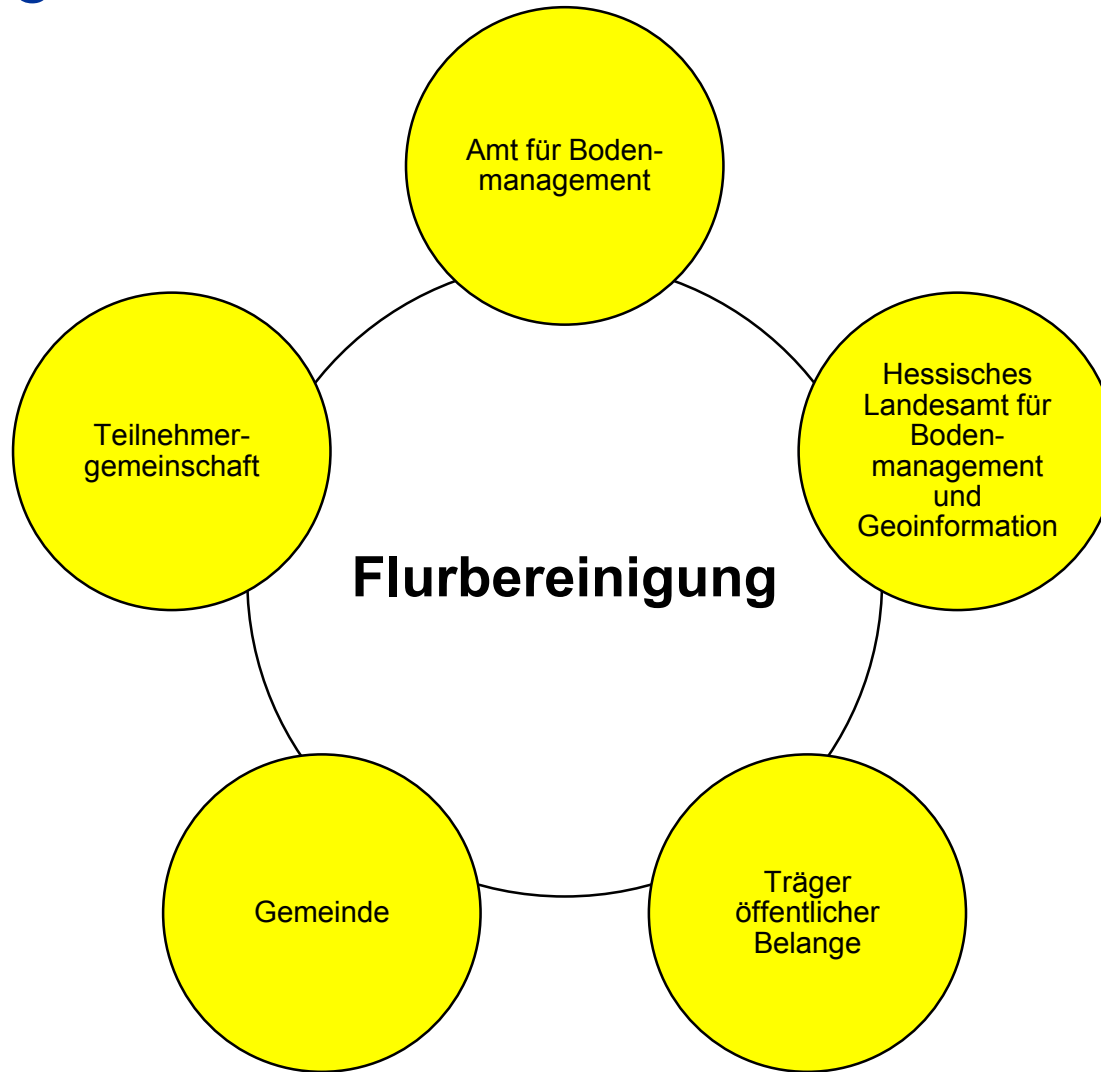 Amt für Boden-
management
Hessisches
Landesamt für
Boden-
management
und
Geoinformation
Teilnehmer-
gemeinschaft
Flurbereinigung
Gemeinde
Träger
öffentlicher
Belange